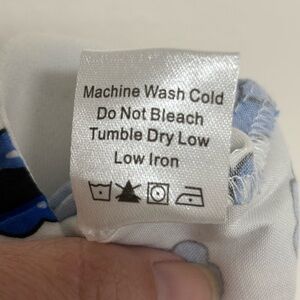 Machine Wash Cold
Do Not Bleach
Tumble Dry Low
Low Iron